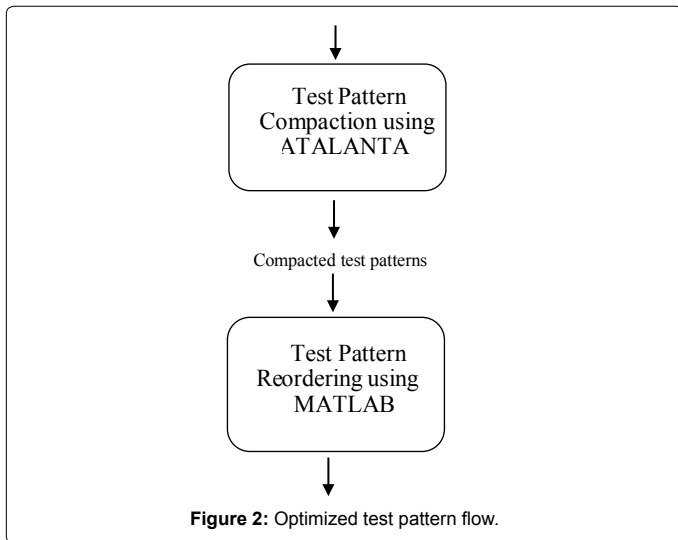 Test Pattern
Compaction using
ATALANTA
Compacted test patterns
Test Pattern
Reordering using
MATLAB
Figure 2: Optimized test pattern flow.